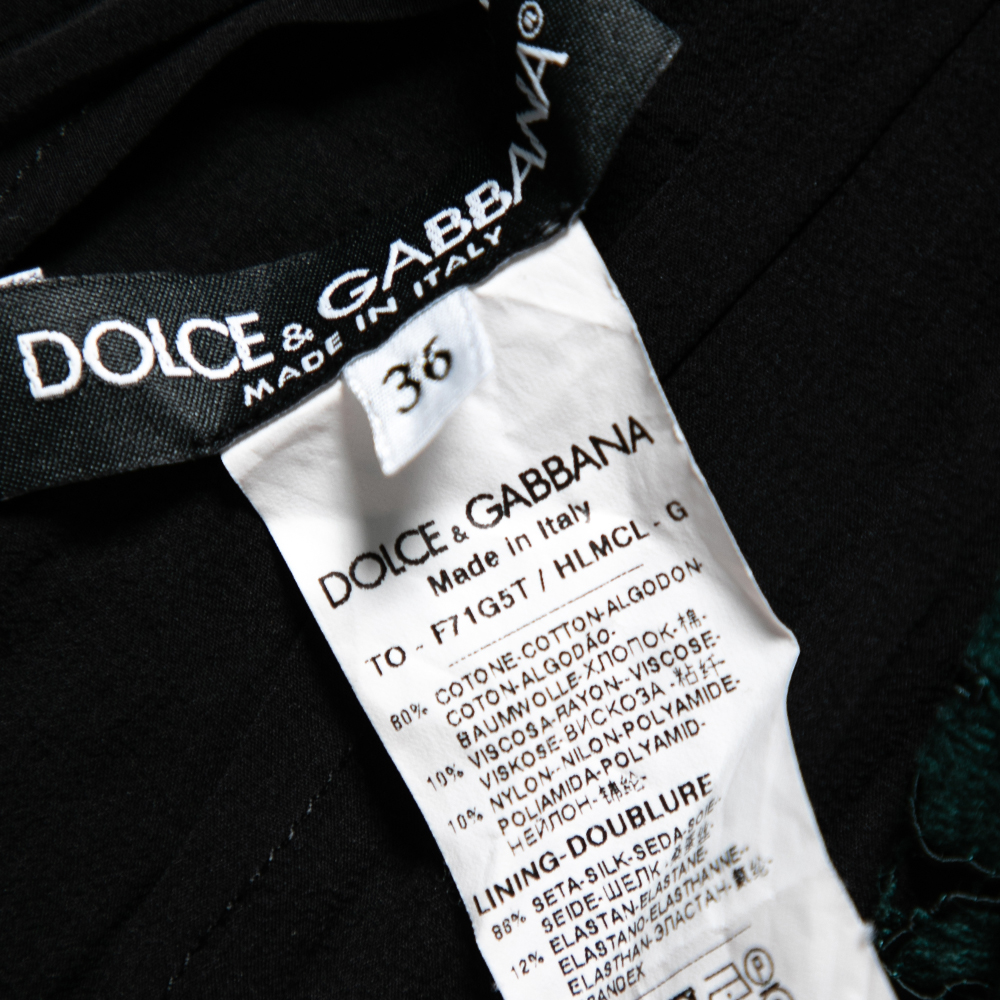 DOLCE & GABBANA®
MADE IN ITALY
36
DOLCE & GABBANA
Made in Italy
TO - F71G5T / HLMCL - G
80% COTONE-COTTON-ALGODON-
COTON-ALGODÃO-
BAUMWOLLE-ХЛОПОК-棉-
10% VISCOSA-RAYON--VISCOSE-
VISKOSE-ВИСКОЗА-粘纤-
10% NYLON--NILON-POLYAMIDE-
POLIAMIDA-POLYAMID-
НЕЙЛОН-锦纶-
LINING-DOUBLURE
88% SETA-SILK-SEDA-SOIE-
SEIDE-ШЕЛК-
12% ELASTAN-ELASTANE-
ELASTANO-ELASTHANNE--
ELASTHAN-ЭЛАСТАН-
P